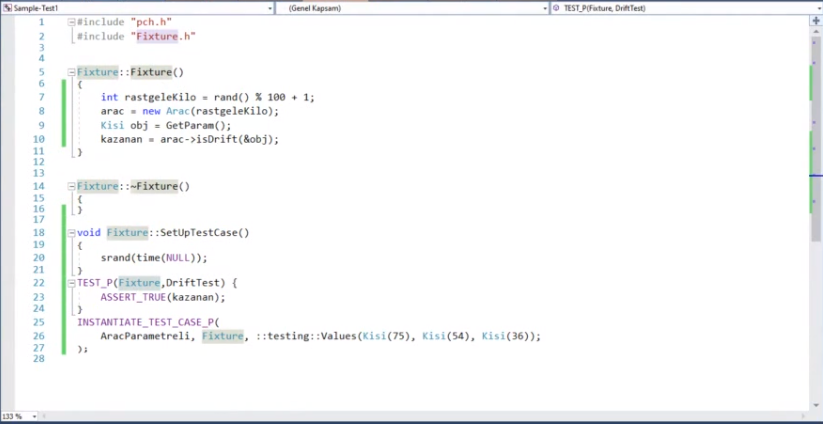 Sample-Test1 (Genel Kapsam) TEST_P(Fixture, DriftTest)
1 #include "pch.h"
2 #include "Fixture.h"
3
4
5 Fixture::Fixture()
6 {
7 int rastgeleKilo = rand() % 100 + 1;
8 arac = new Arac(rastgeleKilo);
9 Kisi obj = GetParam();
10 kazanan = arac->isDrift(&obj);
11 }
12
13
14 Fixture::~Fixture()
15 {
16 }
17
18 void Fixture::SetUpTestCase()
19 {
20 srand(time(NULL));
21 }
22 TEST_P(Fixture,DriftTest) {
23 ASSERT_TRUE(kazanan);
24 }
25 INSTANTIATE_TEST_CASE_P(
26 AracParametreli, Fixture, ::testing::Values(Kisi(75), Kisi(54), Kisi(36));
27 );
28
133 %